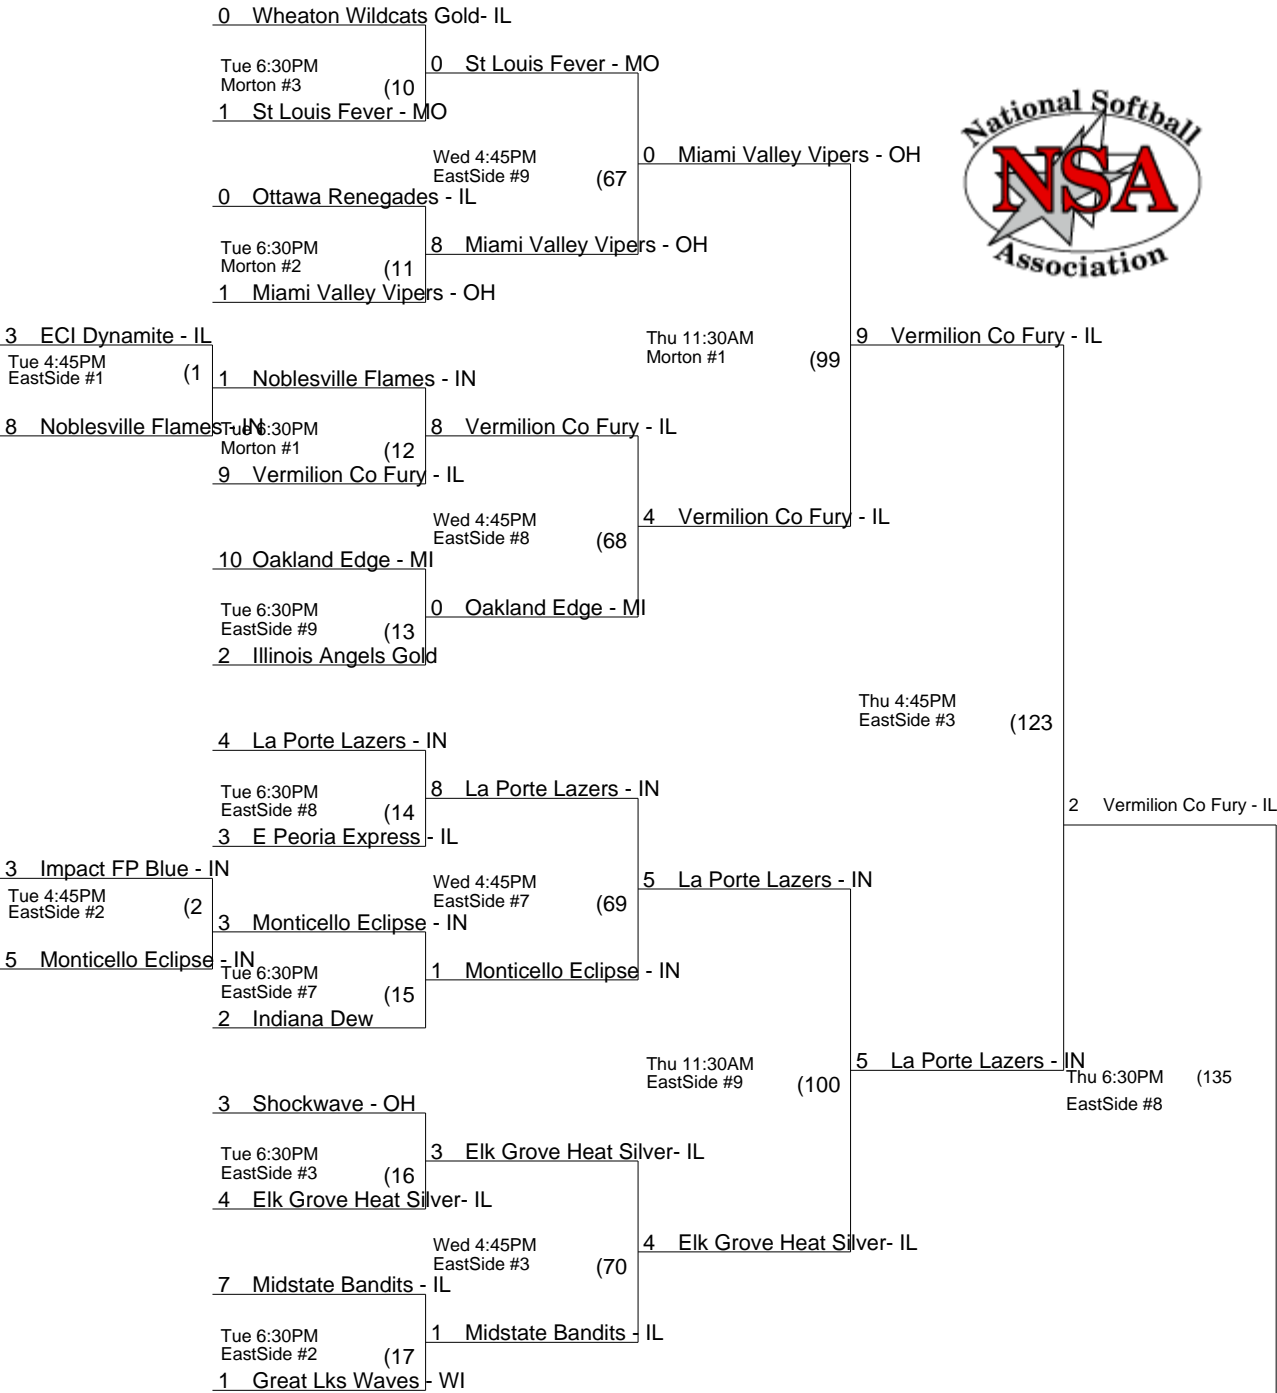 0 Wheaton Wildcats Gold- IL
Tue 6:30PM
Morton #3 (10
0 St Louis Fever - MO
1 St Louis Fever - MO
National Softball
NSA
Association
Wed 4:45PM
EastSide #9 (67
0 Miami Valley Vipers - OH
0 Ottawa Renegades - IL
Tue 6:30PM
Morton #2 (11
8 Miami Valley Vipers - OH
1 Miami Valley Vipers - OH
3 ECI Dynamite - IL
Tue 4:45PM
EastSide #1 (1
Thu 11:30AM
Morton #1 (99
9 Vermilion Co Fury - IL
1 Noblesville Flames - IN
8 Noblesville Flames - IN
Tue 6:30PM
Morton #1 (12
8 Vermilion Co Fury - IL
9 Vermilion Co Fury - IL
Wed 4:45PM
EastSide #8 (68
4 Vermilion Co Fury - IL
10 Oakland Edge - MI
Tue 6:30PM
EastSide #9 (13
0 Oakland Edge - MI
2 Illinois Angels Gold
Thu 4:45PM
EastSide #3 (123
4 La Porte Lazers - IN
Tue 6:30PM
EastSide #8 (14
8 La Porte Lazers - IN
2 Vermilion Co Fury - IL
3 E Peoria Express - IL
3 Impact FP Blue - IN
Tue 4:45PM
EastSide #2 (2
Wed 4:45PM
EastSide #7 (69
5 La Porte Lazers - IN
3 Monticello Eclipse - IN
5 Monticello Eclipse - IN
Tue 6:30PM
EastSide #7 (15
1 Monticello Eclipse - IN
2 Indiana Dew
Thu 11:30AM
EastSide #9 (100
5 La Porte Lazers - IN
Thu 6:30PM (135
EastSide #8
3 Shockwave - OH
Tue 6:30PM
EastSide #3 (16
3 Elk Grove Heat Silver- IL
4 Elk Grove Heat Silver- IL
Wed 4:45PM
EastSide #3 (70
4 Elk Grove Heat Silver- IL
7 Midstate Bandits - IL
Tue 6:30PM
EastSide #2 (17
1 Midstate Bandits - IL
1 Great Lks Waves - WI